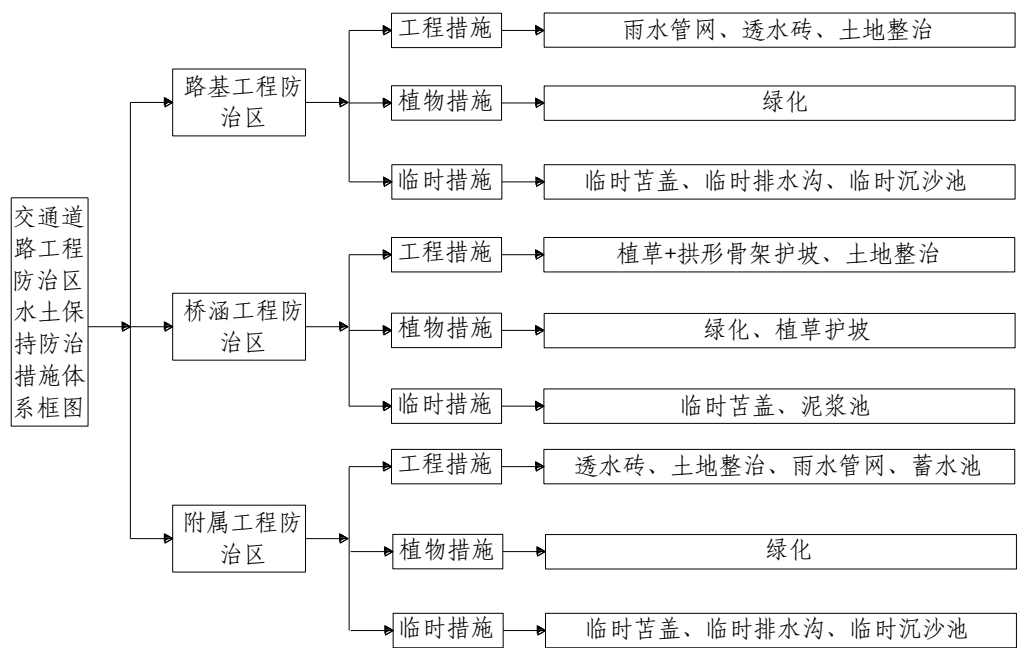 交通道
路工程
防治区
水土保
持防治
措施体
系框图
路基工程防
治区
工程措施
雨水管网、透水砖、土地整治
植物措施
绿化
临时措施
临时苫盖、临时排水沟、临时沉沙池
桥涵工程防
治区
工程措施
植草+拱形骨架护坡、土地整治
植物措施
绿化、植草护坡
临时措施
临时苫盖、泥浆池
附属工程防
治区
工程措施
透水砖、土地整治、雨水管网、蓄水池
植物措施
绿化
临时措施
临时苫盖、临时排水沟、临时沉沙池